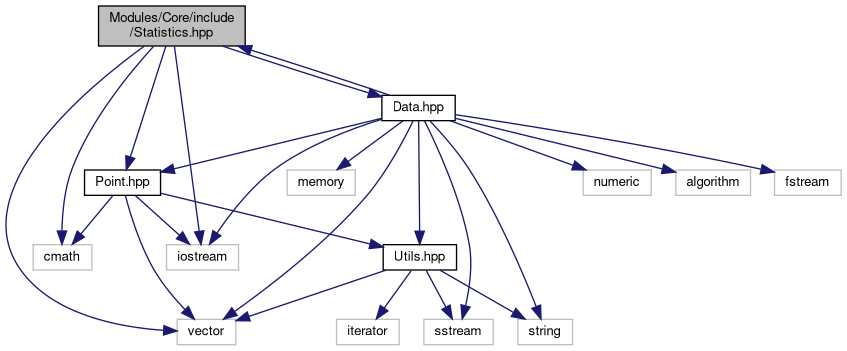 Modules/Core/include
/Statistics.hpp
Data.hpp
Point.hpp
memory
numeric
algorithm
fstream
cmath
iostream
Utils.hpp
vector
iterator
sstream
string